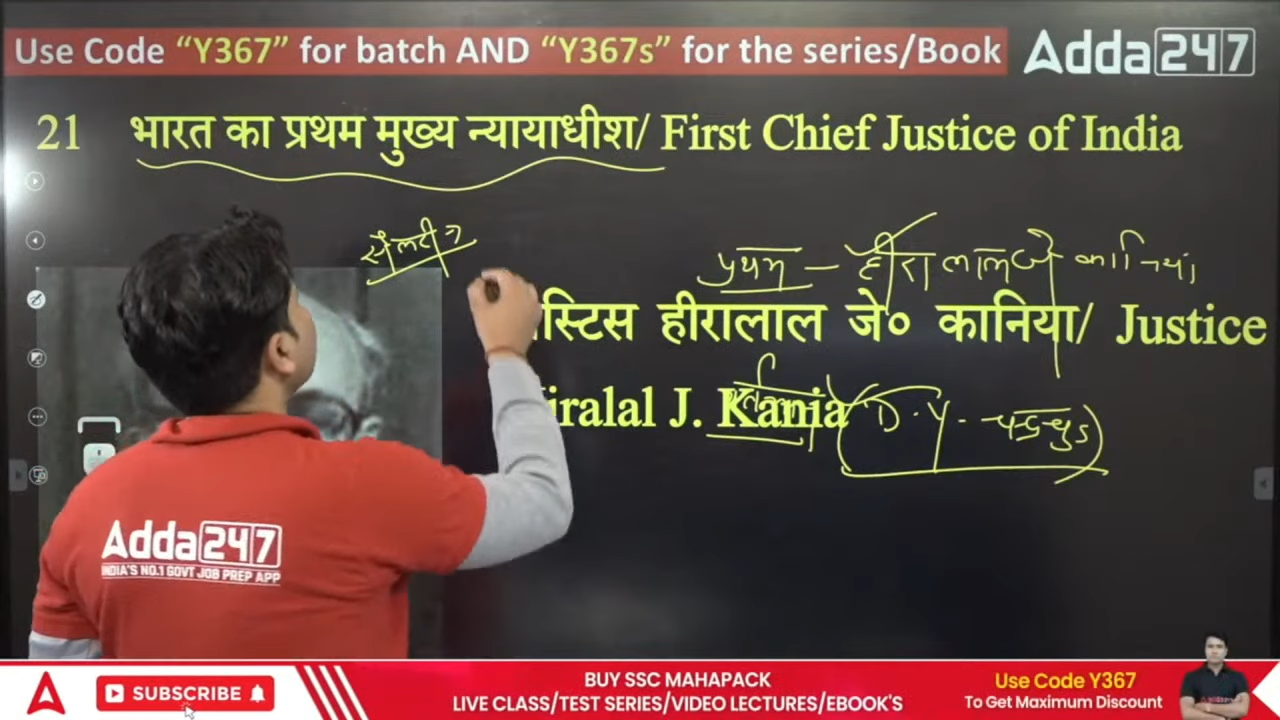 Use Code “Y367” for batch AND “Y367s” for the series/Book
Adda247
21 भारत का प्रथम मुख्य न्यायाधीश/ First Chief Justice of India
सैलरी
प्रथम – हीरालाल जे कानिया
स्टिस हीरालाल जे० कानिया/ Justice
iralal J. Kania
D. Y. चंद्रचुड
Adda247
INDIA'S NO.1 GOVT JOB PREP APP
SUBSCRIBE
BUY SSC MAHAPACK
LIVE CLASS/TEST SERIES/VIDEO LECTURES/EBOOK'S
Use Code Y367
To Get Maximum Discount